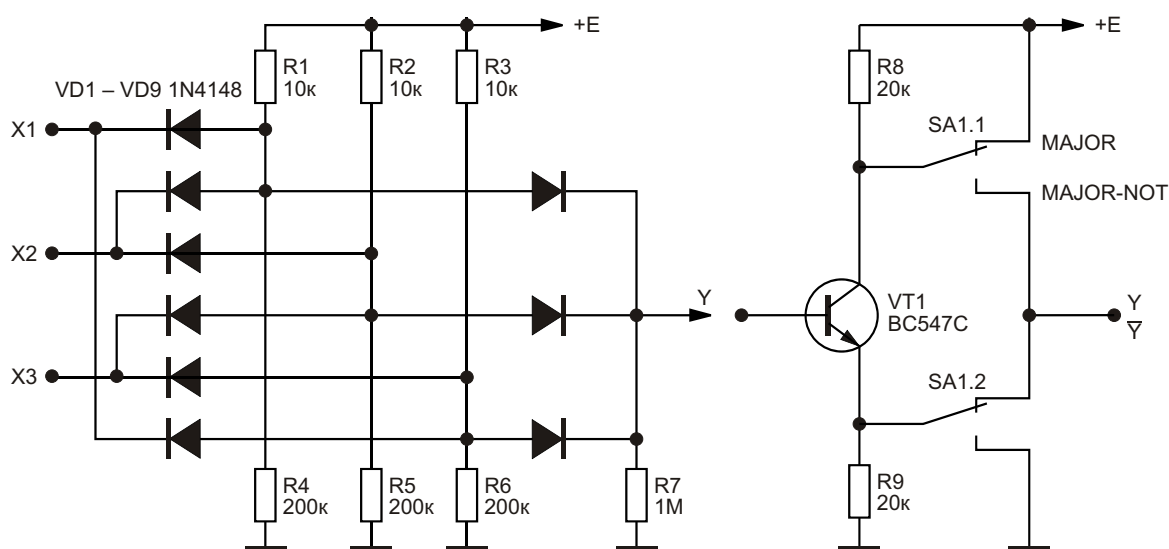 +E
+E
R1
10к
R2
10к
R3
10к
R8
20к
VD1 – VD9 1N4148
X1
SA1.1
MAJOR
MAJOR-NOT
X2
Y
VT1
BC547C
Y
Y
X3
SA1.2
R4
200к
R5
200к
R6
200к
R7
1M
R9
20к